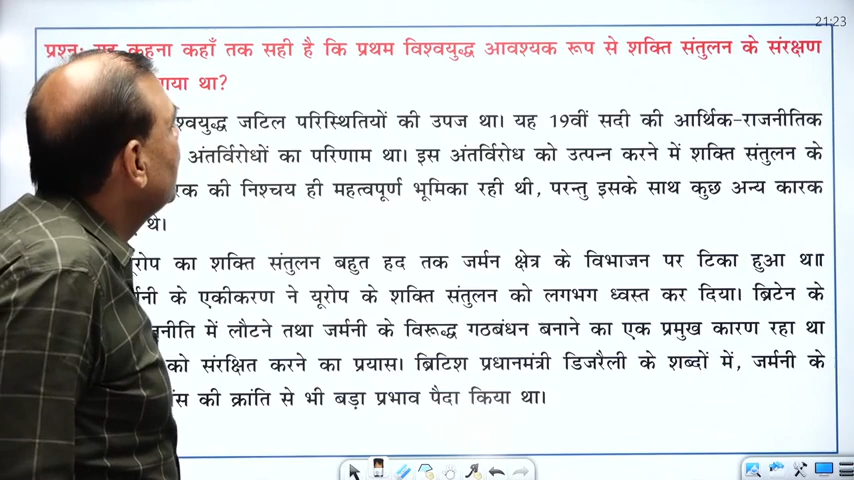 21:23
प्रश्न: कहना कहाँ तक सही है कि प्रथम विश्वयुद्ध आवश्यक रूप से शक्ति संतुलन के संरक्षण
गया था?
जटिल परिस्थितियों की उपज था। यह 19वीं सदी की आर्थिक-राजनीतिक
अंतर्विरोधों का परिणाम था। इस अंतर्विरोध को उत्पन्न करने में शक्ति संतुलन के
की निश्चय ही महत्वपूर्ण भूमिका रही थी, परन्तु इसके साथ कुछ अन्य कारक
थे।
का शक्ति संतुलन बहुत हद तक जर्मन क्षेत्र के विभाजन पर टिका हुआ था॥
के एकीकरण ने यूरोप के शक्ति संतुलन को लगभग ध्वस्त कर दिया। ब्रिटेन के
में लौटने तथा जर्मनी के विरूद्ध गठबंधन बनाने का एक प्रमुख कारण रहा था
को संरक्षित करने का प्रयास। ब्रिटिश प्रधानमंत्री डिजरैली के शब्दों में, जर्मनी के
की क्रांति से भी बड़ा प्रभाव पैदा किया था।